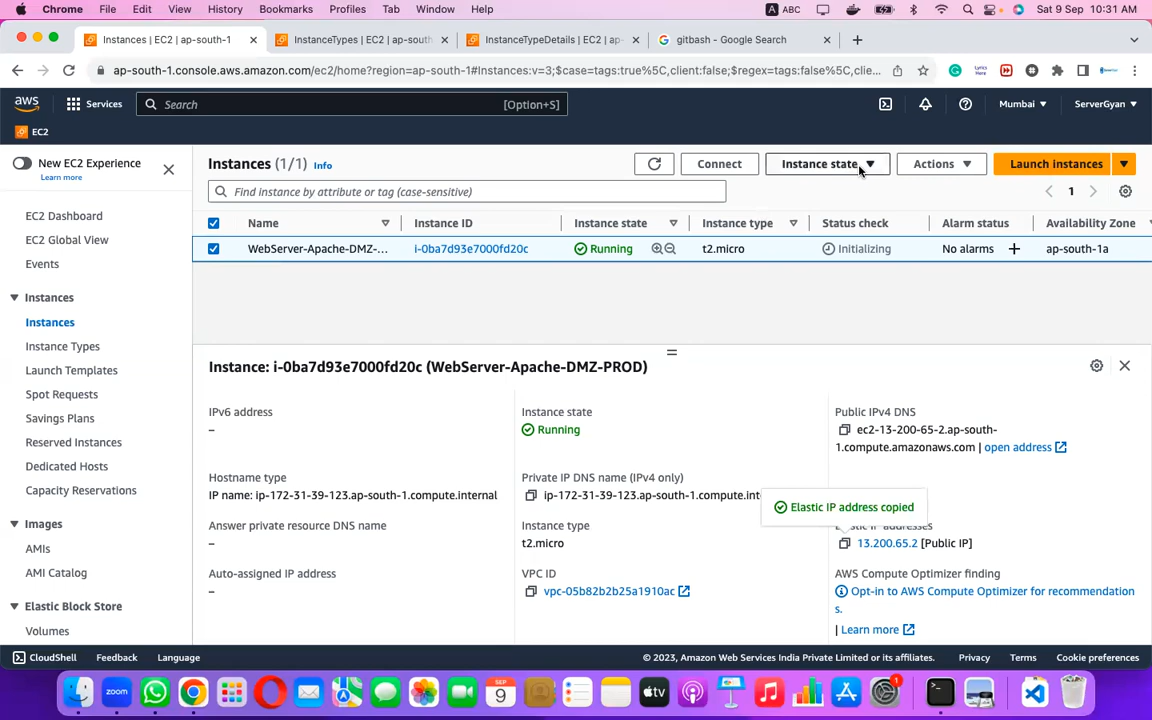 Chrome File Edit View History Bookmarks Profiles Tab Window Help A ABC Sat 9 Sep 10:31 AM
Instances | EC2 | ap-south-1 InstanceTypes | EC2 | ap-south InstanceTypeDetails | EC2 | ap- gitbash - Google Search
ap-south-1.console.aws.amazon.com/ec2/home?region=ap-south-1#Instances:v=3;$case=tags:true%5C,client:false;$regex=tags:false%5C,clie...
aws Services Search [Option+S] Mumbai ServerGyan
EC2
New EC2 Experience
Learn more
EC2 Dashboard
EC2 Global View
Events
Instances
Instances
Instance Types
Launch Templates
Spot Requests
Savings Plans
Reserved Instances
Dedicated Hosts
Capacity Reservations
Images
AMIs
AMI Catalog
Elastic Block Store
Volumes
Instances (1/1) Info Connect Instance state Actions Launch instances
Find instance by attribute or tag (case-sensitive) 1
Name Instance ID Instance state Instance type Status check Alarm status Availability Zone
WebServer-Apache-DMZ-... i-0ba7d93e7000fd20c Running t2.micro Initializing No alarms + ap-south-1a
Instance: i-0ba7d93e7000fd20c (WebServer-Apache-DMZ-PROD)
IPv6 address
–
Instance state
Running
Public IPv4 DNS
ec2-13-200-65-2.ap-south-
1.compute.amazonaws.com | open address
Hostname type
IP name: ip-172-31-39-123.ap-south-1.compute.internal
Private IP DNS name (IPv4 only)
ip-172-31-39-123.ap-south-1.compute.int
Elastic IP address copied
Answer private resource DNS name
–
Instance type
t2.micro
Elastic IP addresses
13.200.65.2 [Public IP]
Auto-assigned IP address
–
VPC ID
vpc-05b82b2b25a1910ac
AWS Compute Optimizer finding
Opt-in to AWS Compute Optimizer for recommendation
s.
| Learn more
CloudShell Feedback Language © 2023, Amazon Web Services India Private Limited or its affiliates. Privacy Terms Cookie preferences
zoom SEP 9 tv 1